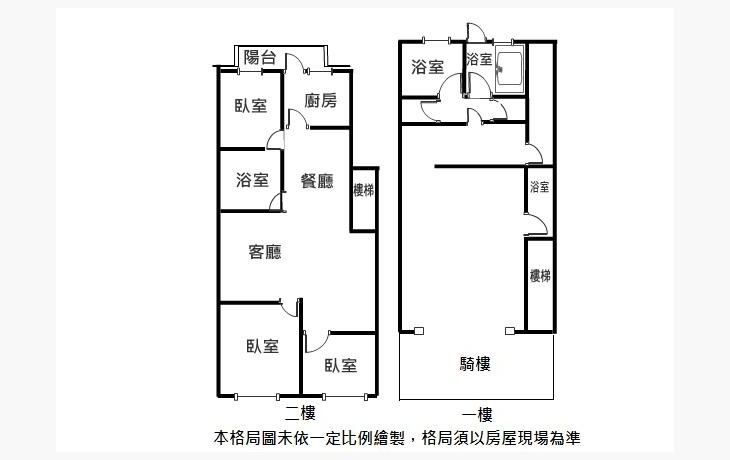 陽台
臥室
廚房
浴室
餐廳
樓梯
客廳
臥室
臥室
二樓
浴室
浴室
浴室
樓梯
騎樓
一樓
本格局圖未依一定比例繪製，格局須以房屋現場為準